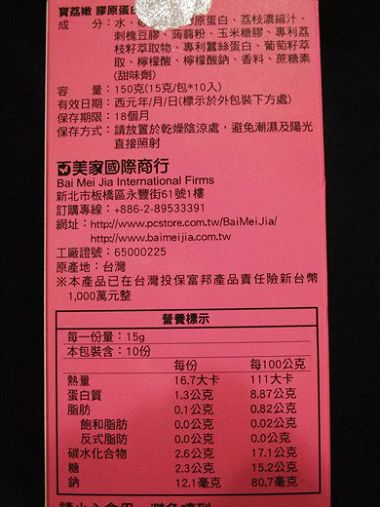 寶荔嫩 膠原蛋
成　分：水、 原蛋白、荔枝濃縮汁、
刺槐豆膠、蒟蒻粉、玉米糖膠、專利荔
枝籽萃取物、專利蠶絲蛋白、葡萄籽萃
取、檸檬酸、檸檬酸鈉、香料、蔗糖素
(甜味劑)
容　量：150克(15克/包*10入)
有效日期：西元年/月/日(標示於外包裝下方處)
保存期限：18個月
保存方式：請放置於乾燥陰涼處，避免潮濕及陽光
直接照射
百美家國際商行
Bai Mei Jia International Firms
新北市板橋區永豐街61號1樓
訂購專線：+886-2-89533391
網址：http://www.pcstore.com.tw/BaiMeiJia/
http://www.baimeijia.com.tw
工廠證號：65000225
原產地：台灣
※本產品已在台灣投保富邦產品責任險新台幣
1,000萬元整
營養標示
每一份量：15g
本包裝含：10份
每份 每100公克
熱量 16.7大卡 111大卡
蛋白質 1.3公克 8.87公克
脂肪 0.1公克 0.82公克
飽和脂肪 0.0公克 0.02公克
反式脂肪 0.0公克 0.0公克
碳水化合物 2.6公克 17.1公克
糖 2.3公克 15.2公克
鈉 12.1毫克 80.7毫克